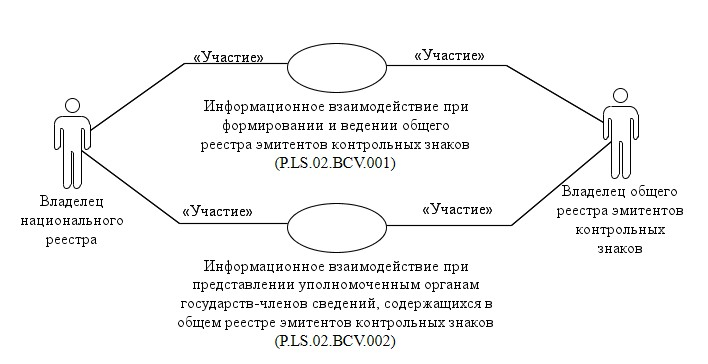 «Участие»
«Участие»
Информационное взаимодействие при
формировании и ведении общего
реестра эмитентов контрольных знаков
(P.LS.02.BCV.001)
Владелец
национального
реестра
Владелец общего
реестра эмитентов
контрольных
знаков
«Участие»
«Участие»
Информационное взаимодействие при
представлении уполномоченным органам
государств-членов сведений, содержащихся в
общем реестре эмитентов контрольных знаков
(P.LS.02.BCV.002)